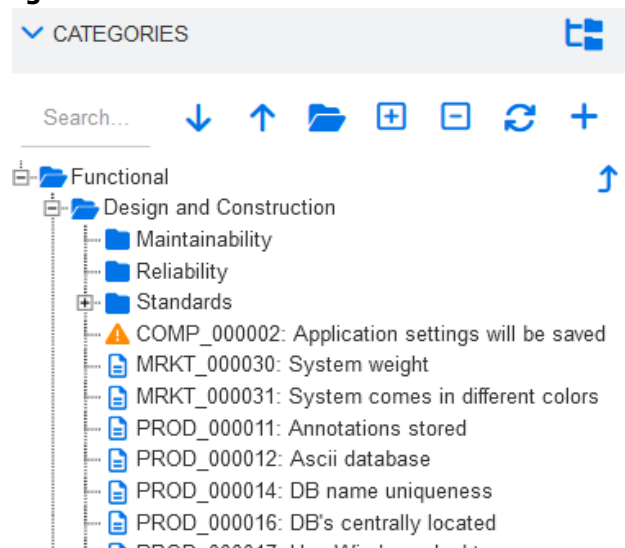 CATEGORIES
Search...
Functional
Design and Construction
Maintainability
Reliability
Standards
COMP_000002: Application settings will be saved
MRKT_000030: System weight
MRKT_000031: System comes in different colors
PROD_000011: Annotations stored
PROD_000012: Ascii database
PROD_000014: DB name uniqueness
PROD_000016: DB's centrally located